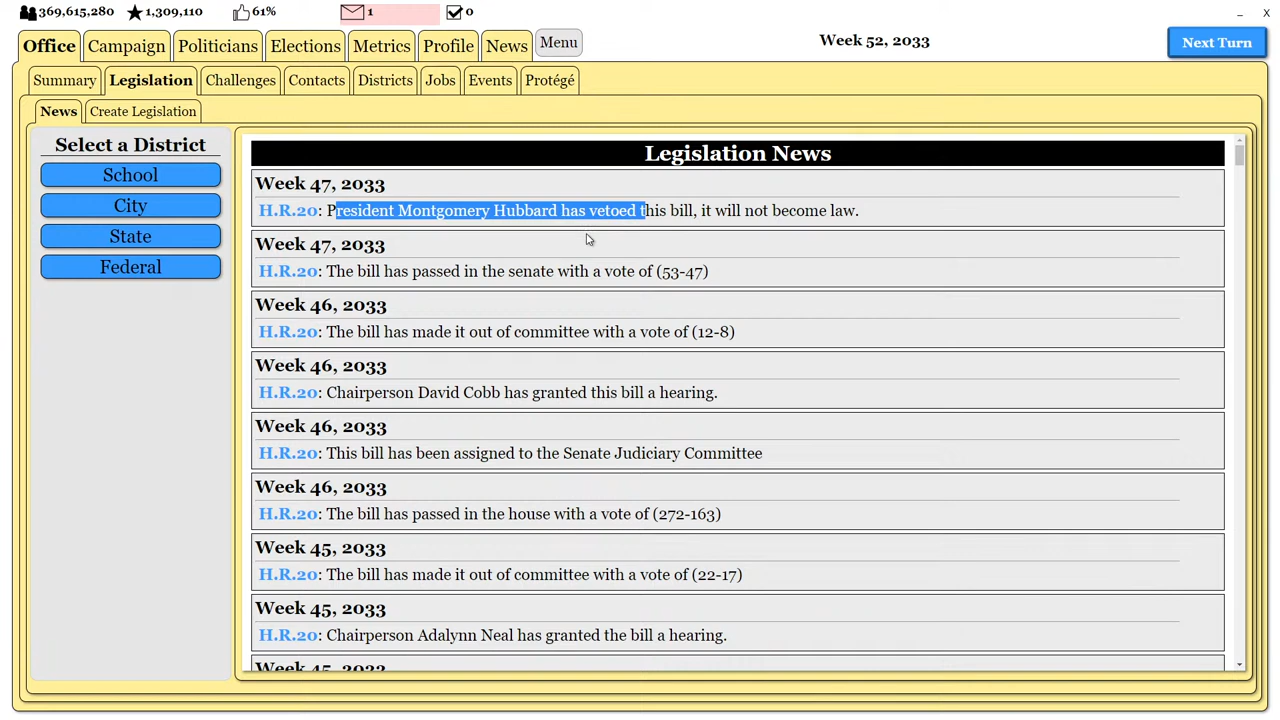 369,615,280 1,309,110 61% 1 0 _ X
Office Campaign Politicians Elections Metrics Profile News Menu Week 52, 2033 Next Turn
Summary Legislation Challenges Contacts Districts Jobs Events Protégé
News Create Legislation
Select a District
School
City
State
Federal
Legislation News
Week 47, 2033
H.R.20: President Montgomery Hubbard has vetoed this bill, it will not become law.
Week 47, 2033
H.R.20: The bill has passed in the senate with a vote of (53-47)
Week 46, 2033
H.R.20: The bill has made it out of committee with a vote of (12-8)
Week 46, 2033
H.R.20: Chairperson David Cobb has granted this bill a hearing.
Week 46, 2033
H.R.20: This bill has been assigned to the Senate Judiciary Committee
Week 46, 2033
H.R.20: The bill has passed in the house with a vote of (272-163)
Week 45, 2033
H.R.20: The bill has made it out of committee with a vote of (22-17)
Week 45, 2033
H.R.20: Chairperson Adalynn Neal has granted the bill a hearing.
Week 45, 2033